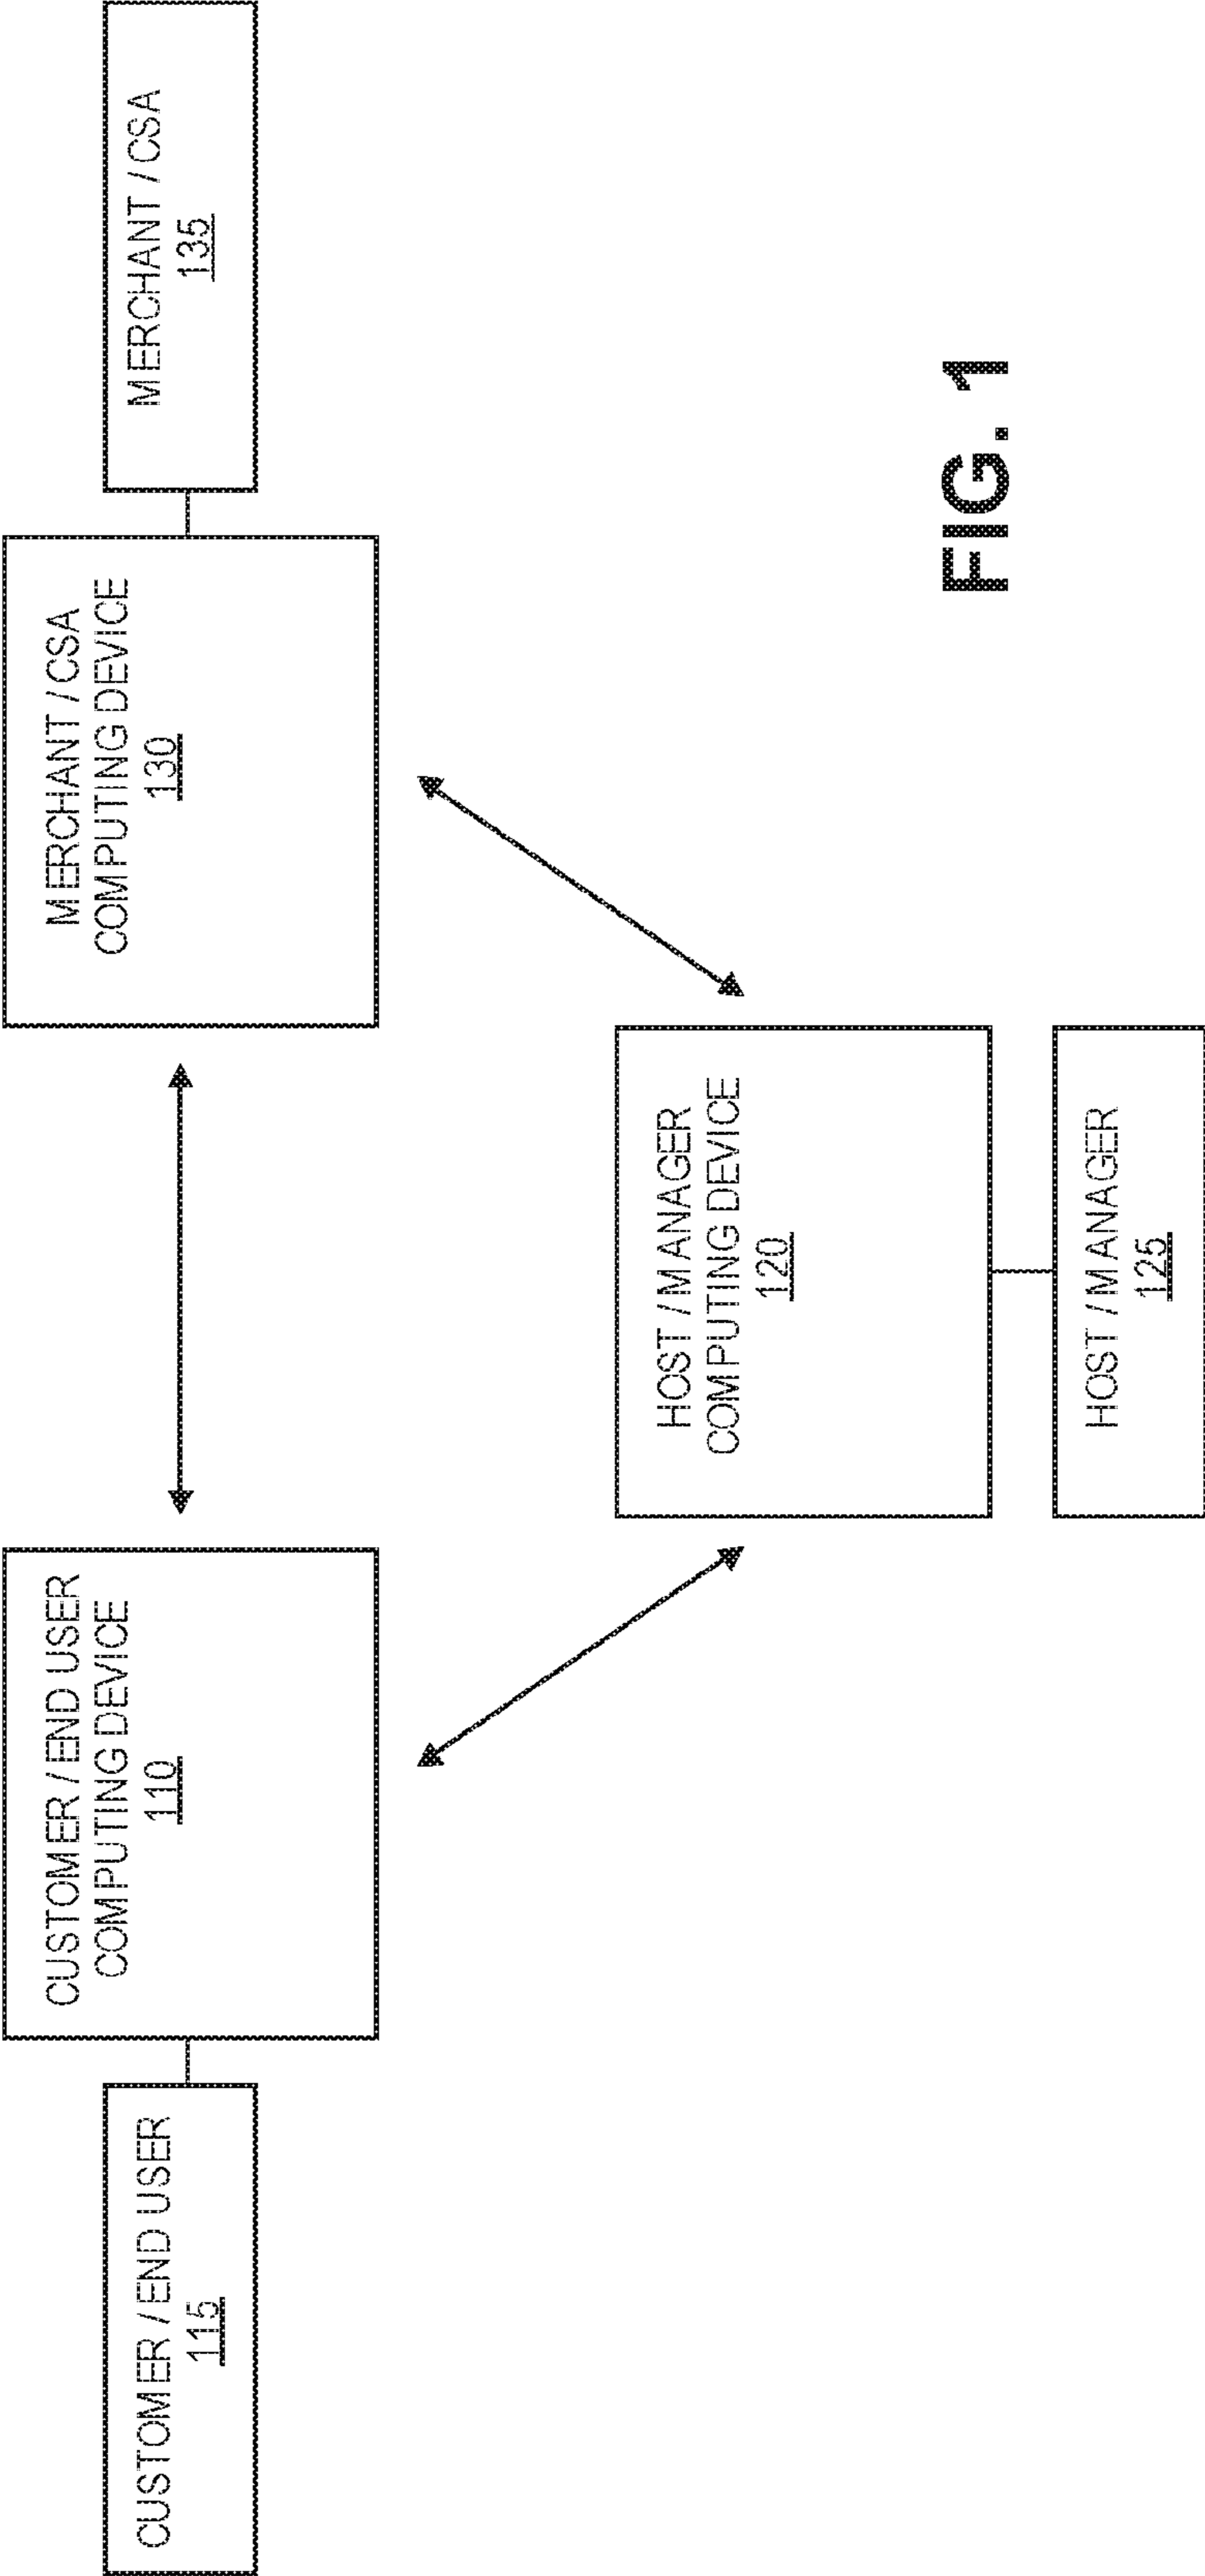 CUSTOMER / END USER
115
CUSTOMER / END USER
COMPUTING DEVICE
110
MERCHANT / CSA
COMPUTING DEVICE
130
MERCHANT / CSA
135
HOST / MANAGER
COMPUTING DEVICE
120
HOST / MANAGER
125
FIG. 1